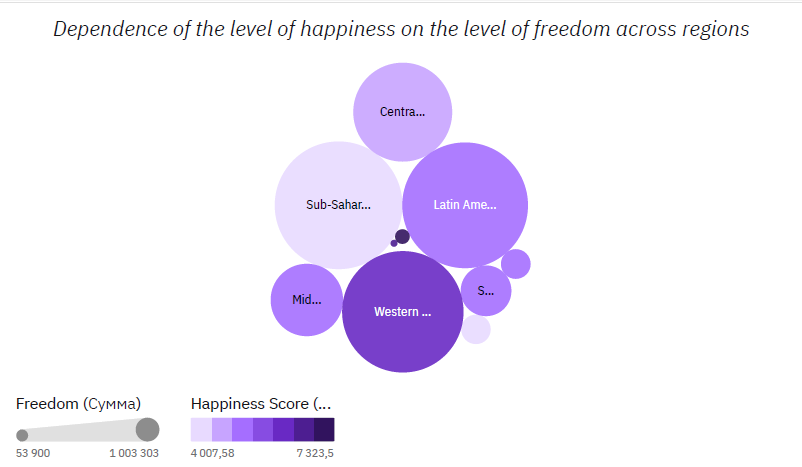 Dependence of the level of happiness on the level of freedom across regions
Centra...
Sub-Sahar...
Latin Ame...
S...
Mid...
Western ...
Freedom (Сумма)
Happiness Score (...
53 900
1 003 303
4 007,58
7 323,5